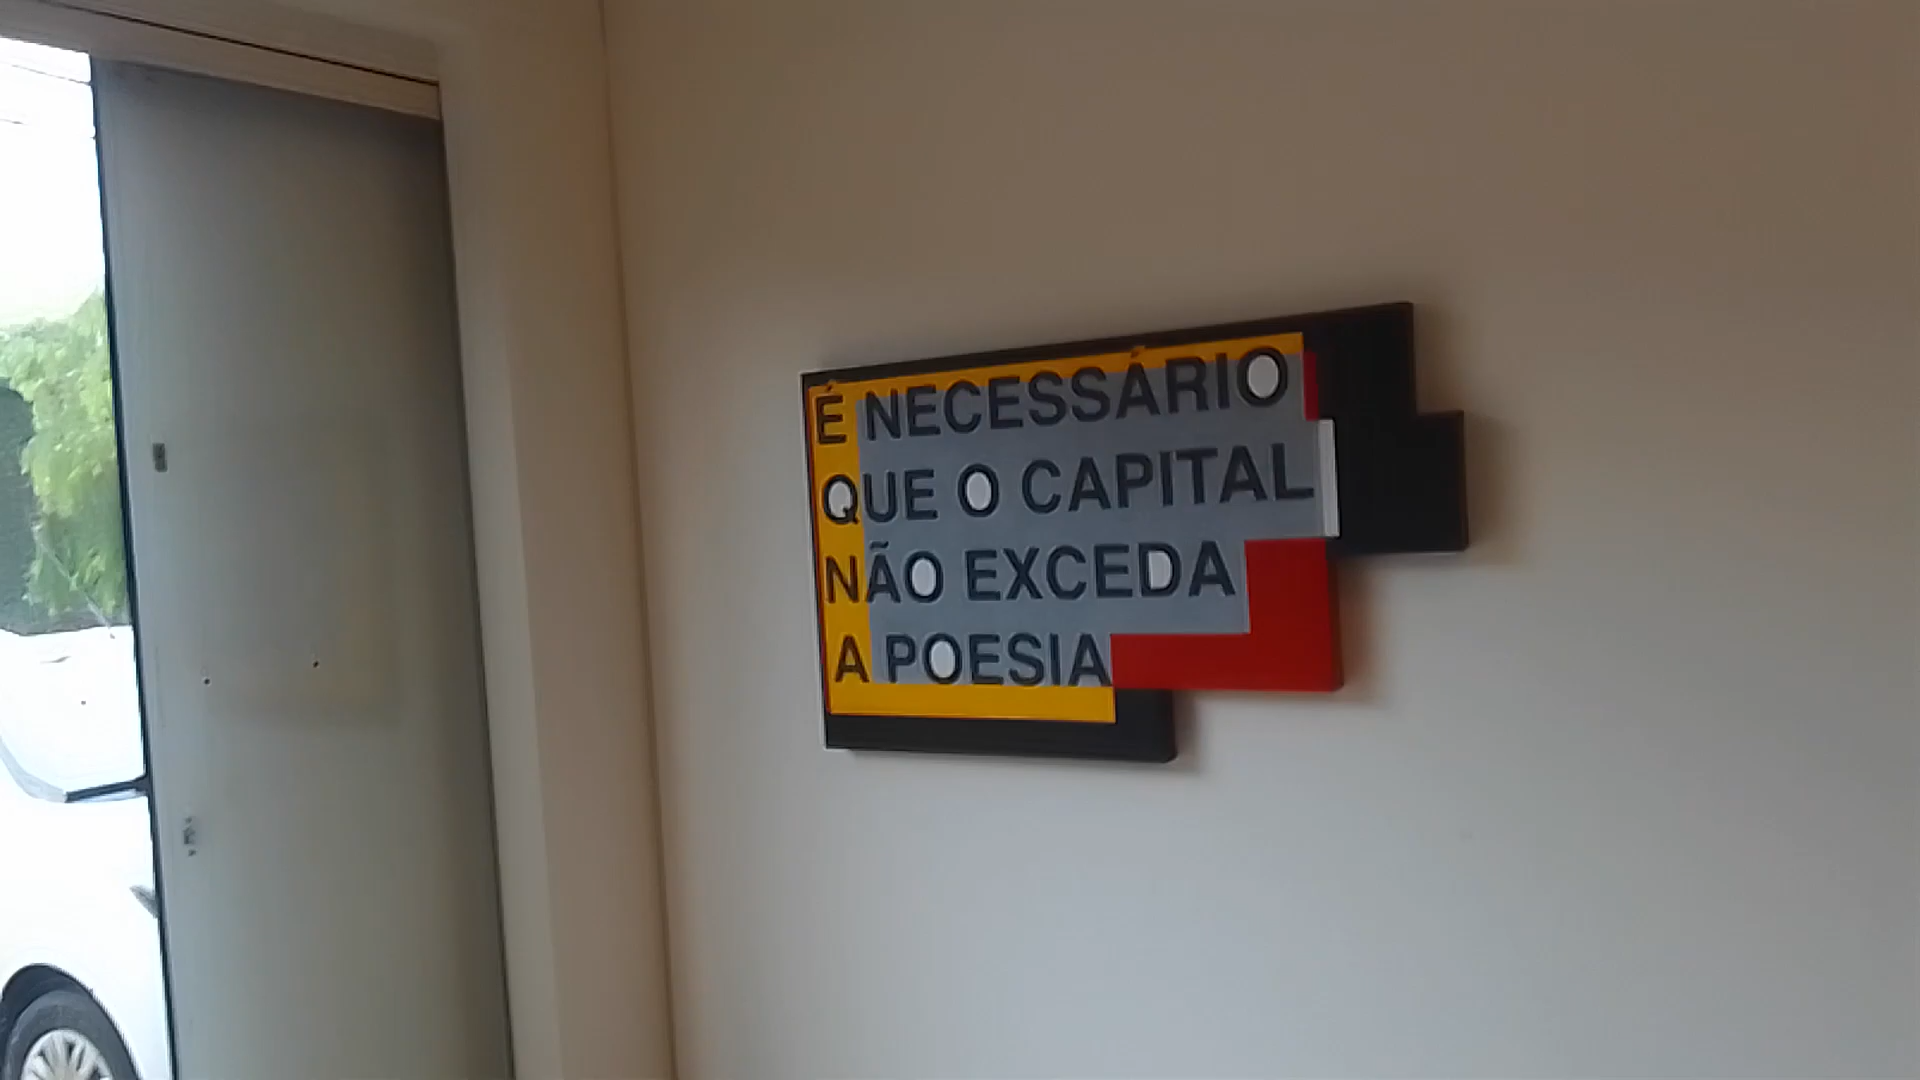 É NECESSÁRIO
QUE O CAPITAL
NÃO EXCEDA
A POESIA